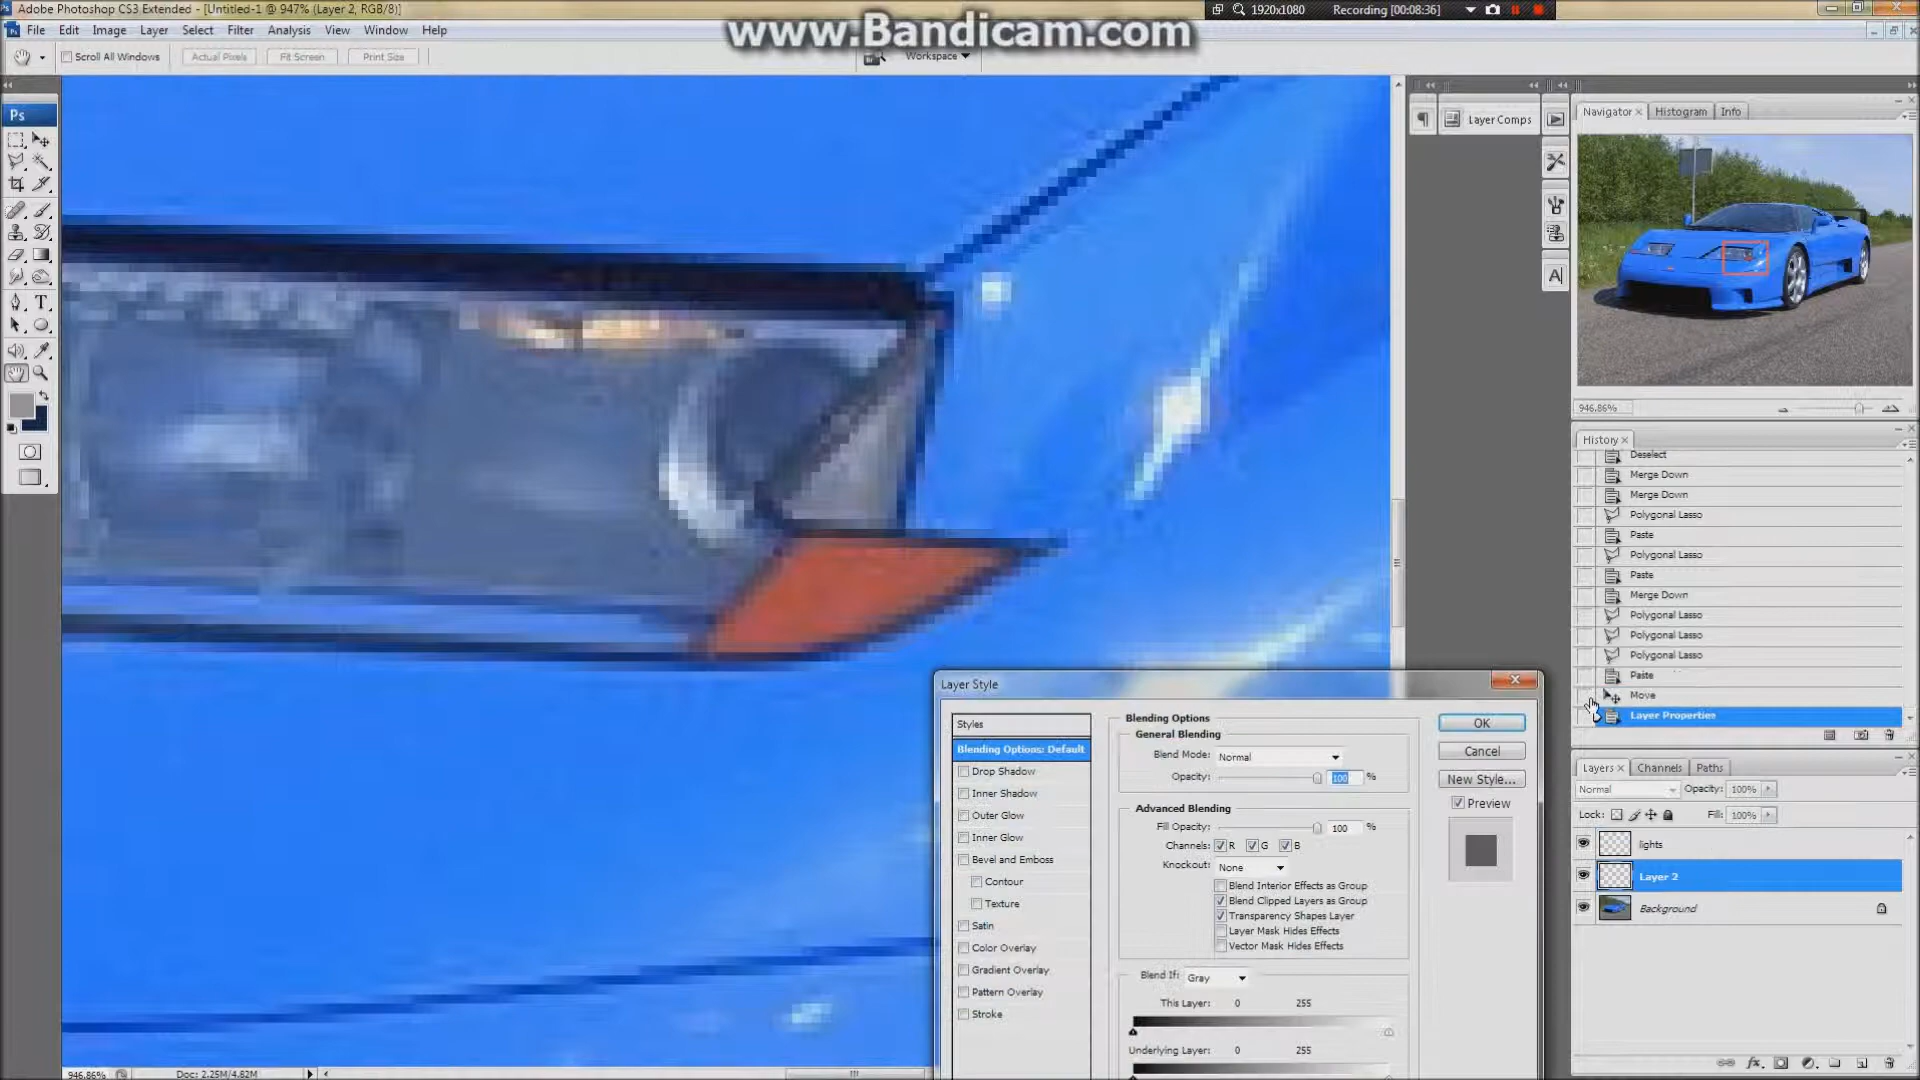 Adobe Photoshop CS3 Extended - [Untitled-1 @ 947% (Layer 2, RGB/8)]
1920x1080
Recording [00:08:36]
www.Bandicam.com
File Edit Image Layer Select Filter Analysis View Window Help
Scroll All Windows
Actual Pixels
Fit Screen
Print Size
Workspace
Ps
Layer Comps
Navigator
Histogram
Info
946.86%
History
Deselect
Merge Down
Merge Down
Polygonal Lasso
Paste
Polygonal Lasso
Paste
Merge Down
Polygonal Lasso
Polygonal Lasso
Polygonal Lasso
Paste
Move
Layer Properties
Layers
Channels
Paths
Normal
Opacity: 100%
Lock:
Fill: 100%
lights
Layer 2
Background
Layer Style
Styles
Blending Options: Default
Drop Shadow
Inner Shadow
Outer Glow
Inner Glow
Bevel and Emboss
Contour
Texture
Satin
Color Overlay
Gradient Overlay
Pattern Overlay
Stroke
Blending Options
General Blending
Blend Mode: Normal
Opacity: 100 %
Advanced Blending
Fill Opacity: 100 %
Channels: R G B
Knockout: None
Blend Interior Effects as Group
Blend Clipped Layers as Group
Transparency Shapes Layer
Layer Mask Hides Effects
Vector Mask Hides Effects
Blend If: Gray
This Layer: 0 255
Underlying Layer: 0 255
OK
Cancel
New Style...
Preview
946.86%
Doc: 2.25M/4.82M